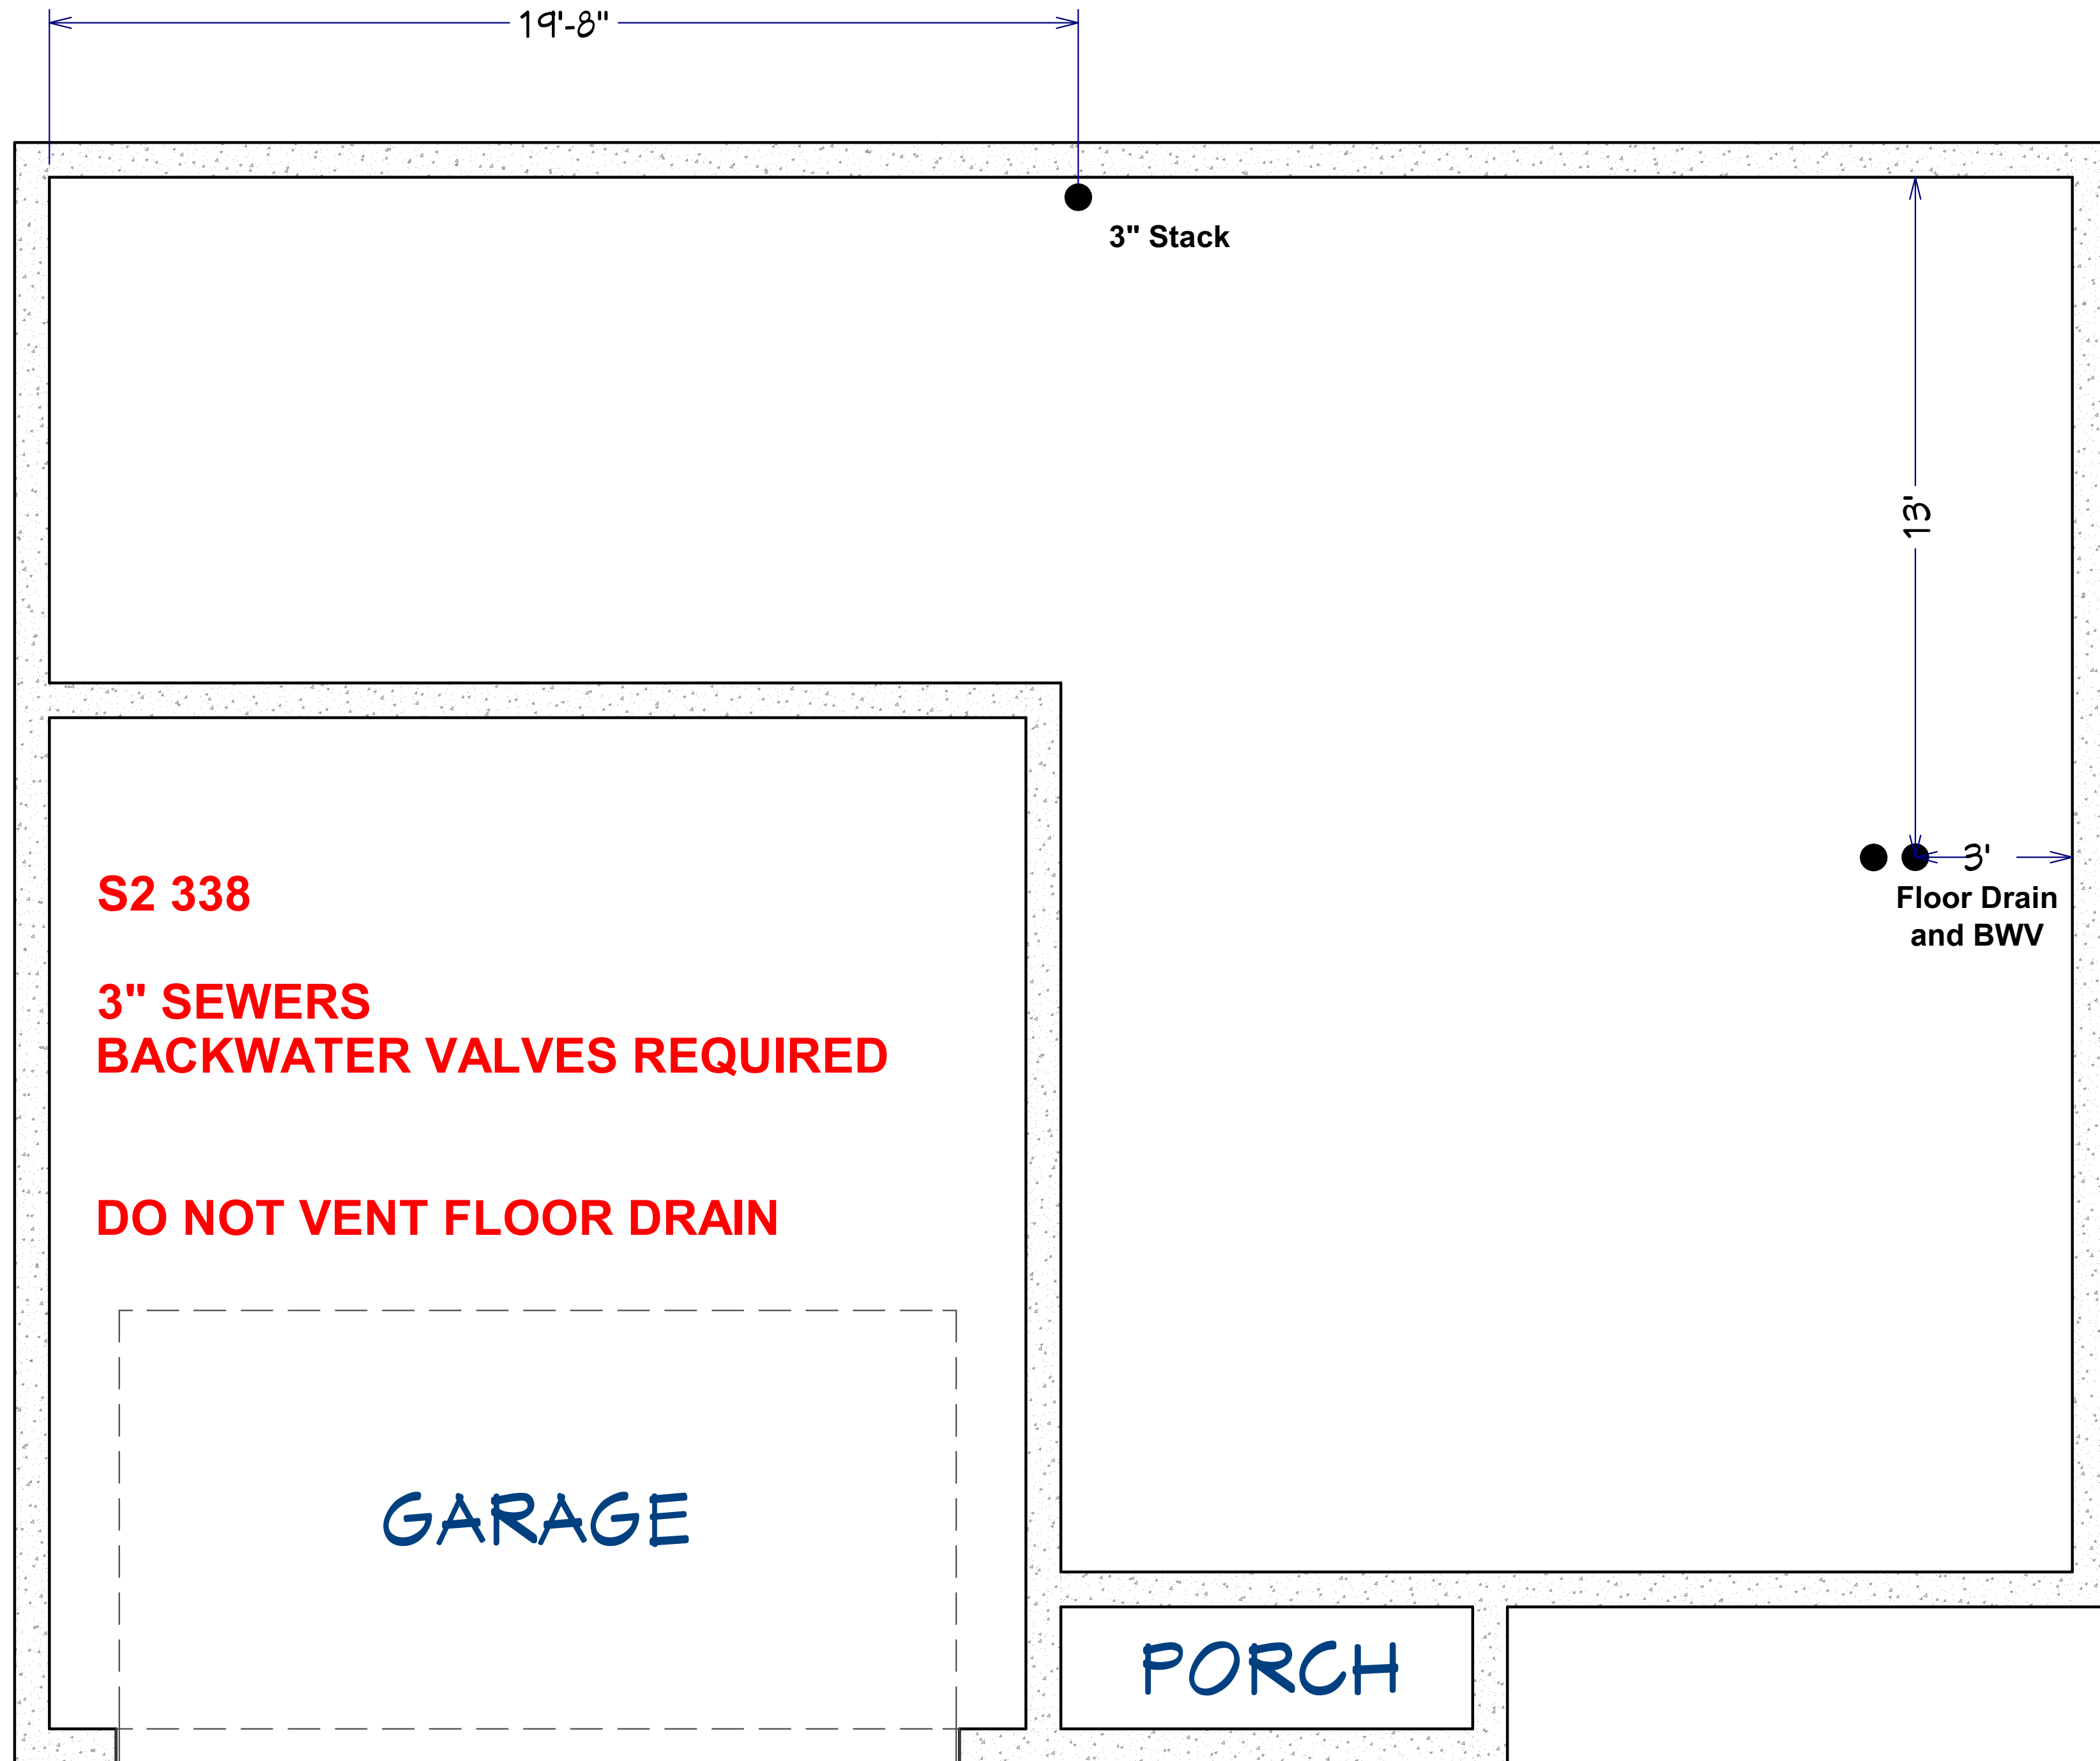 19'-8"
3" Stack
13'
3'
Floor Drain
and BWV
S2 338
3" SEWERS
BACKWATER VALVES REQUIRED
DO NOT VENT FLOOR DRAIN
GARAGE
PORCH